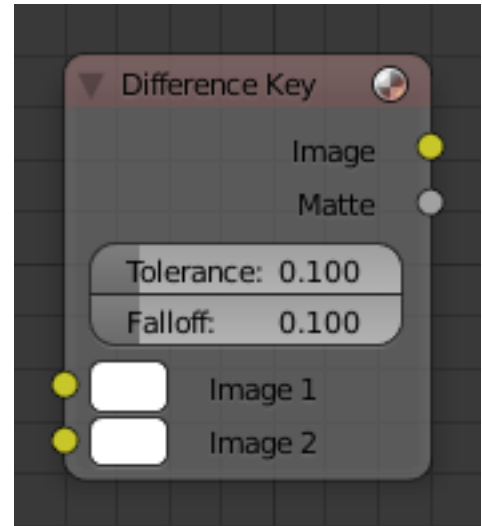 Difference Key
Image
Matte
Tolerance: 0.100
Falloff: 0.100
Image 1
Image 2